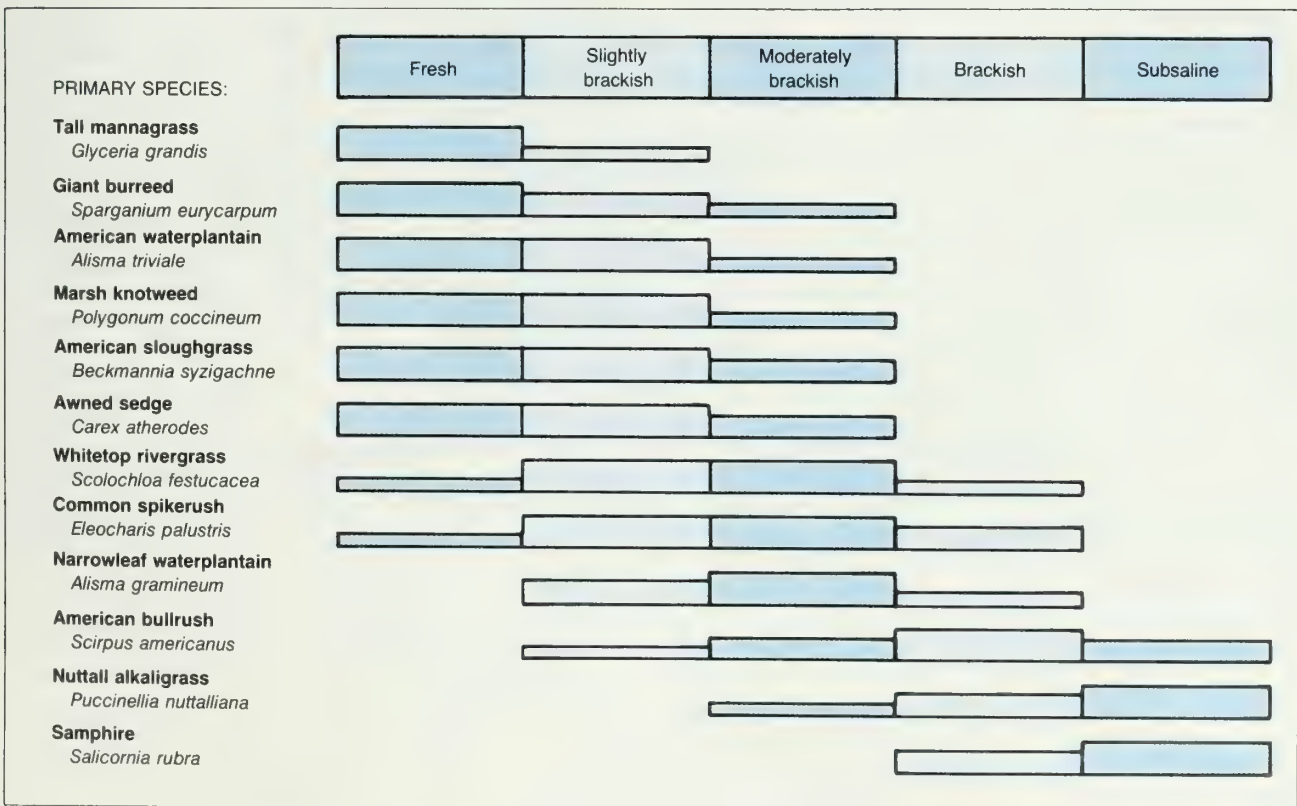 Fresh
Slightly
brackish
Moderately
brackish
Brackish
Subsaline
PRIMARY SPECIES:
Tall mannagrass
Glyceria grandis
Giant burreed
Sparganium eurycarpum
American waterplantain
Alisma triviale
Marsh knotweed
Polygonum coccineum
American sloughgrass
Beckmannia syzigachne
Awned sedge
Carex atherodes
Whitetop rivergrass
Scolochloa festucacea
Common spikerush
Eleocharis palustris
Narrowleaf waterplantain
Alisma gramineum
American bullrush
Scirpus americanus
Nuttall alkaligrass
Puccinellia nuttalliana
Samphire
Salicornia rubra